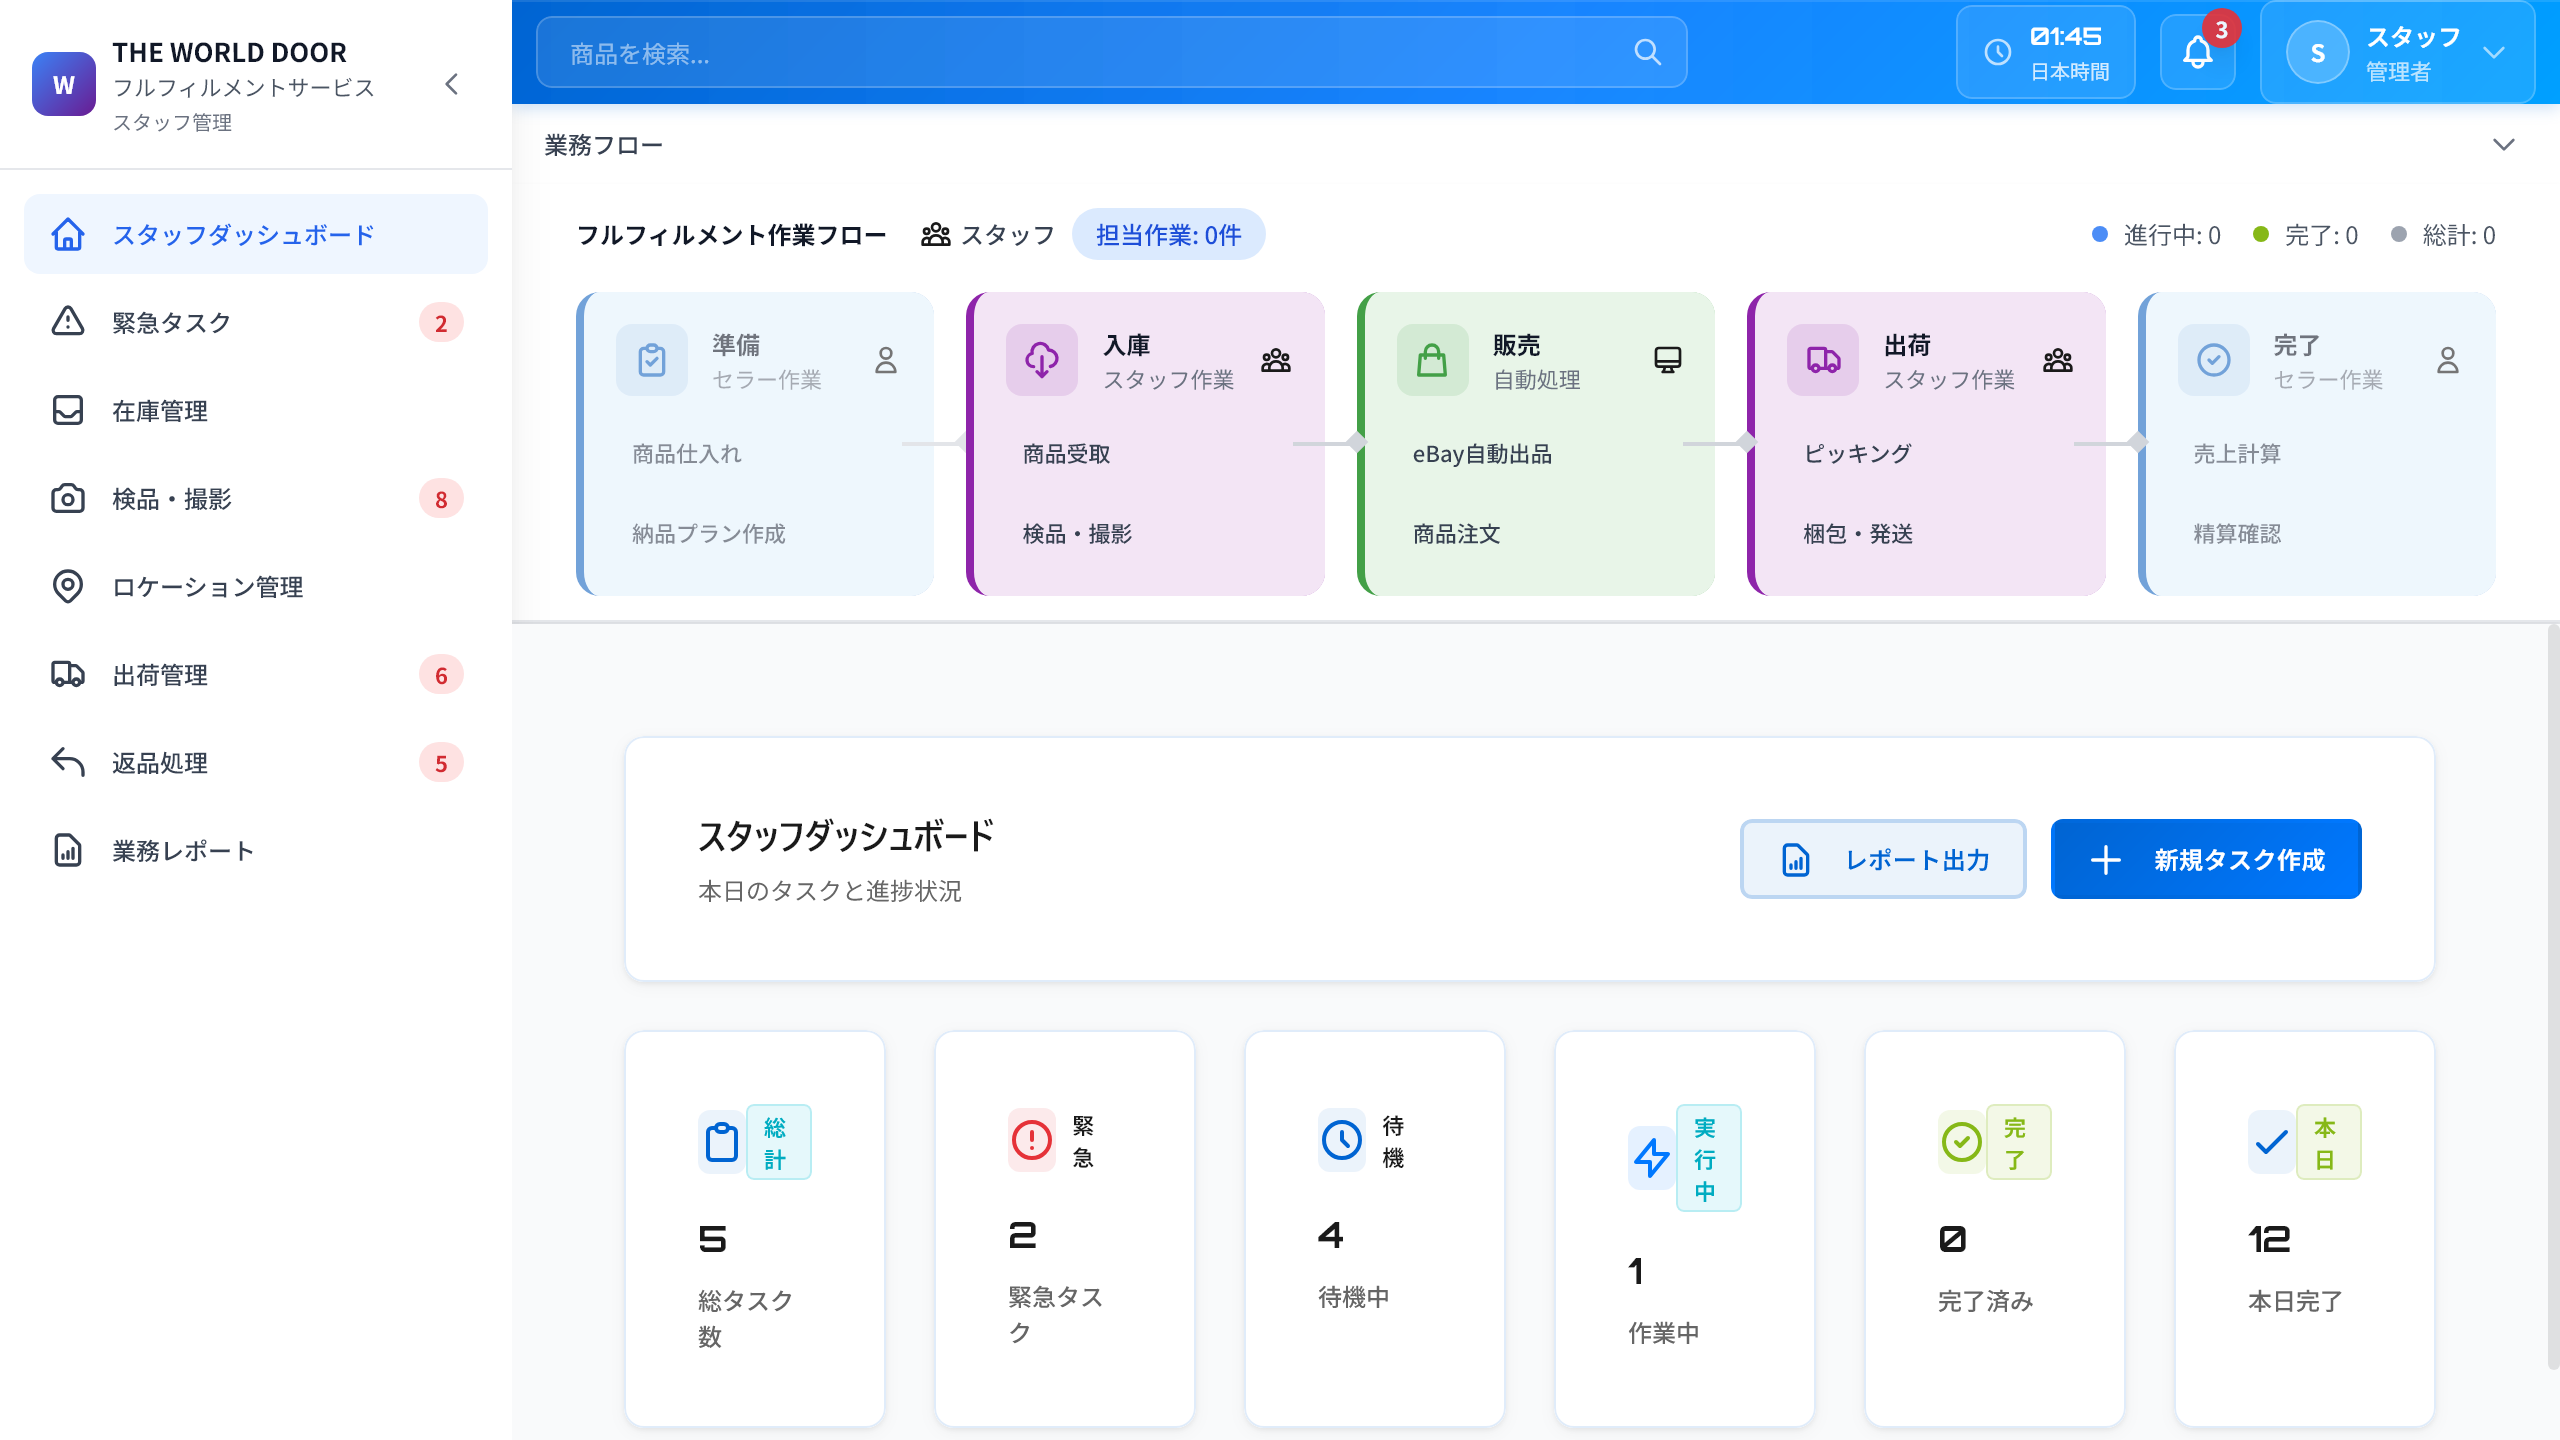 W
THE WORLD DOOR
フルフィルメントサービス
スタッフ管理
スタッフダッシュボード
緊急タスク
2
在庫管理
検品・撮影
8
ロケーション管理
出荷管理
6
返品処理
5
業務レポート
商品を検索...
01:45
日本時間
3
S
スタッフ
管理者
業務フロー
フルフィルメント作業フロー
スタッフ
担当作業: 0件
進行中: 0
完了: 0
総計: 0
準備
セラー作業
商品仕入れ
納品プラン作成
入庫
スタッフ作業
商品受取
検品・撮影
販売
自動処理
eBay自動出品
商品注文
出荷
スタッフ作業
ピッキング
梱包・発送
完了
セラー作業
売上計算
精算確認
スタッフダッシュボード
本日のタスクと進捗状況
レポート出力
新規タスク作成
総
計
5
総タスク
数
緊
急
2
緊急タス
ク
待
機
4
待機中
実
行
中
1
作業中
完
了
0
完了済み
本
日
12
本日完了